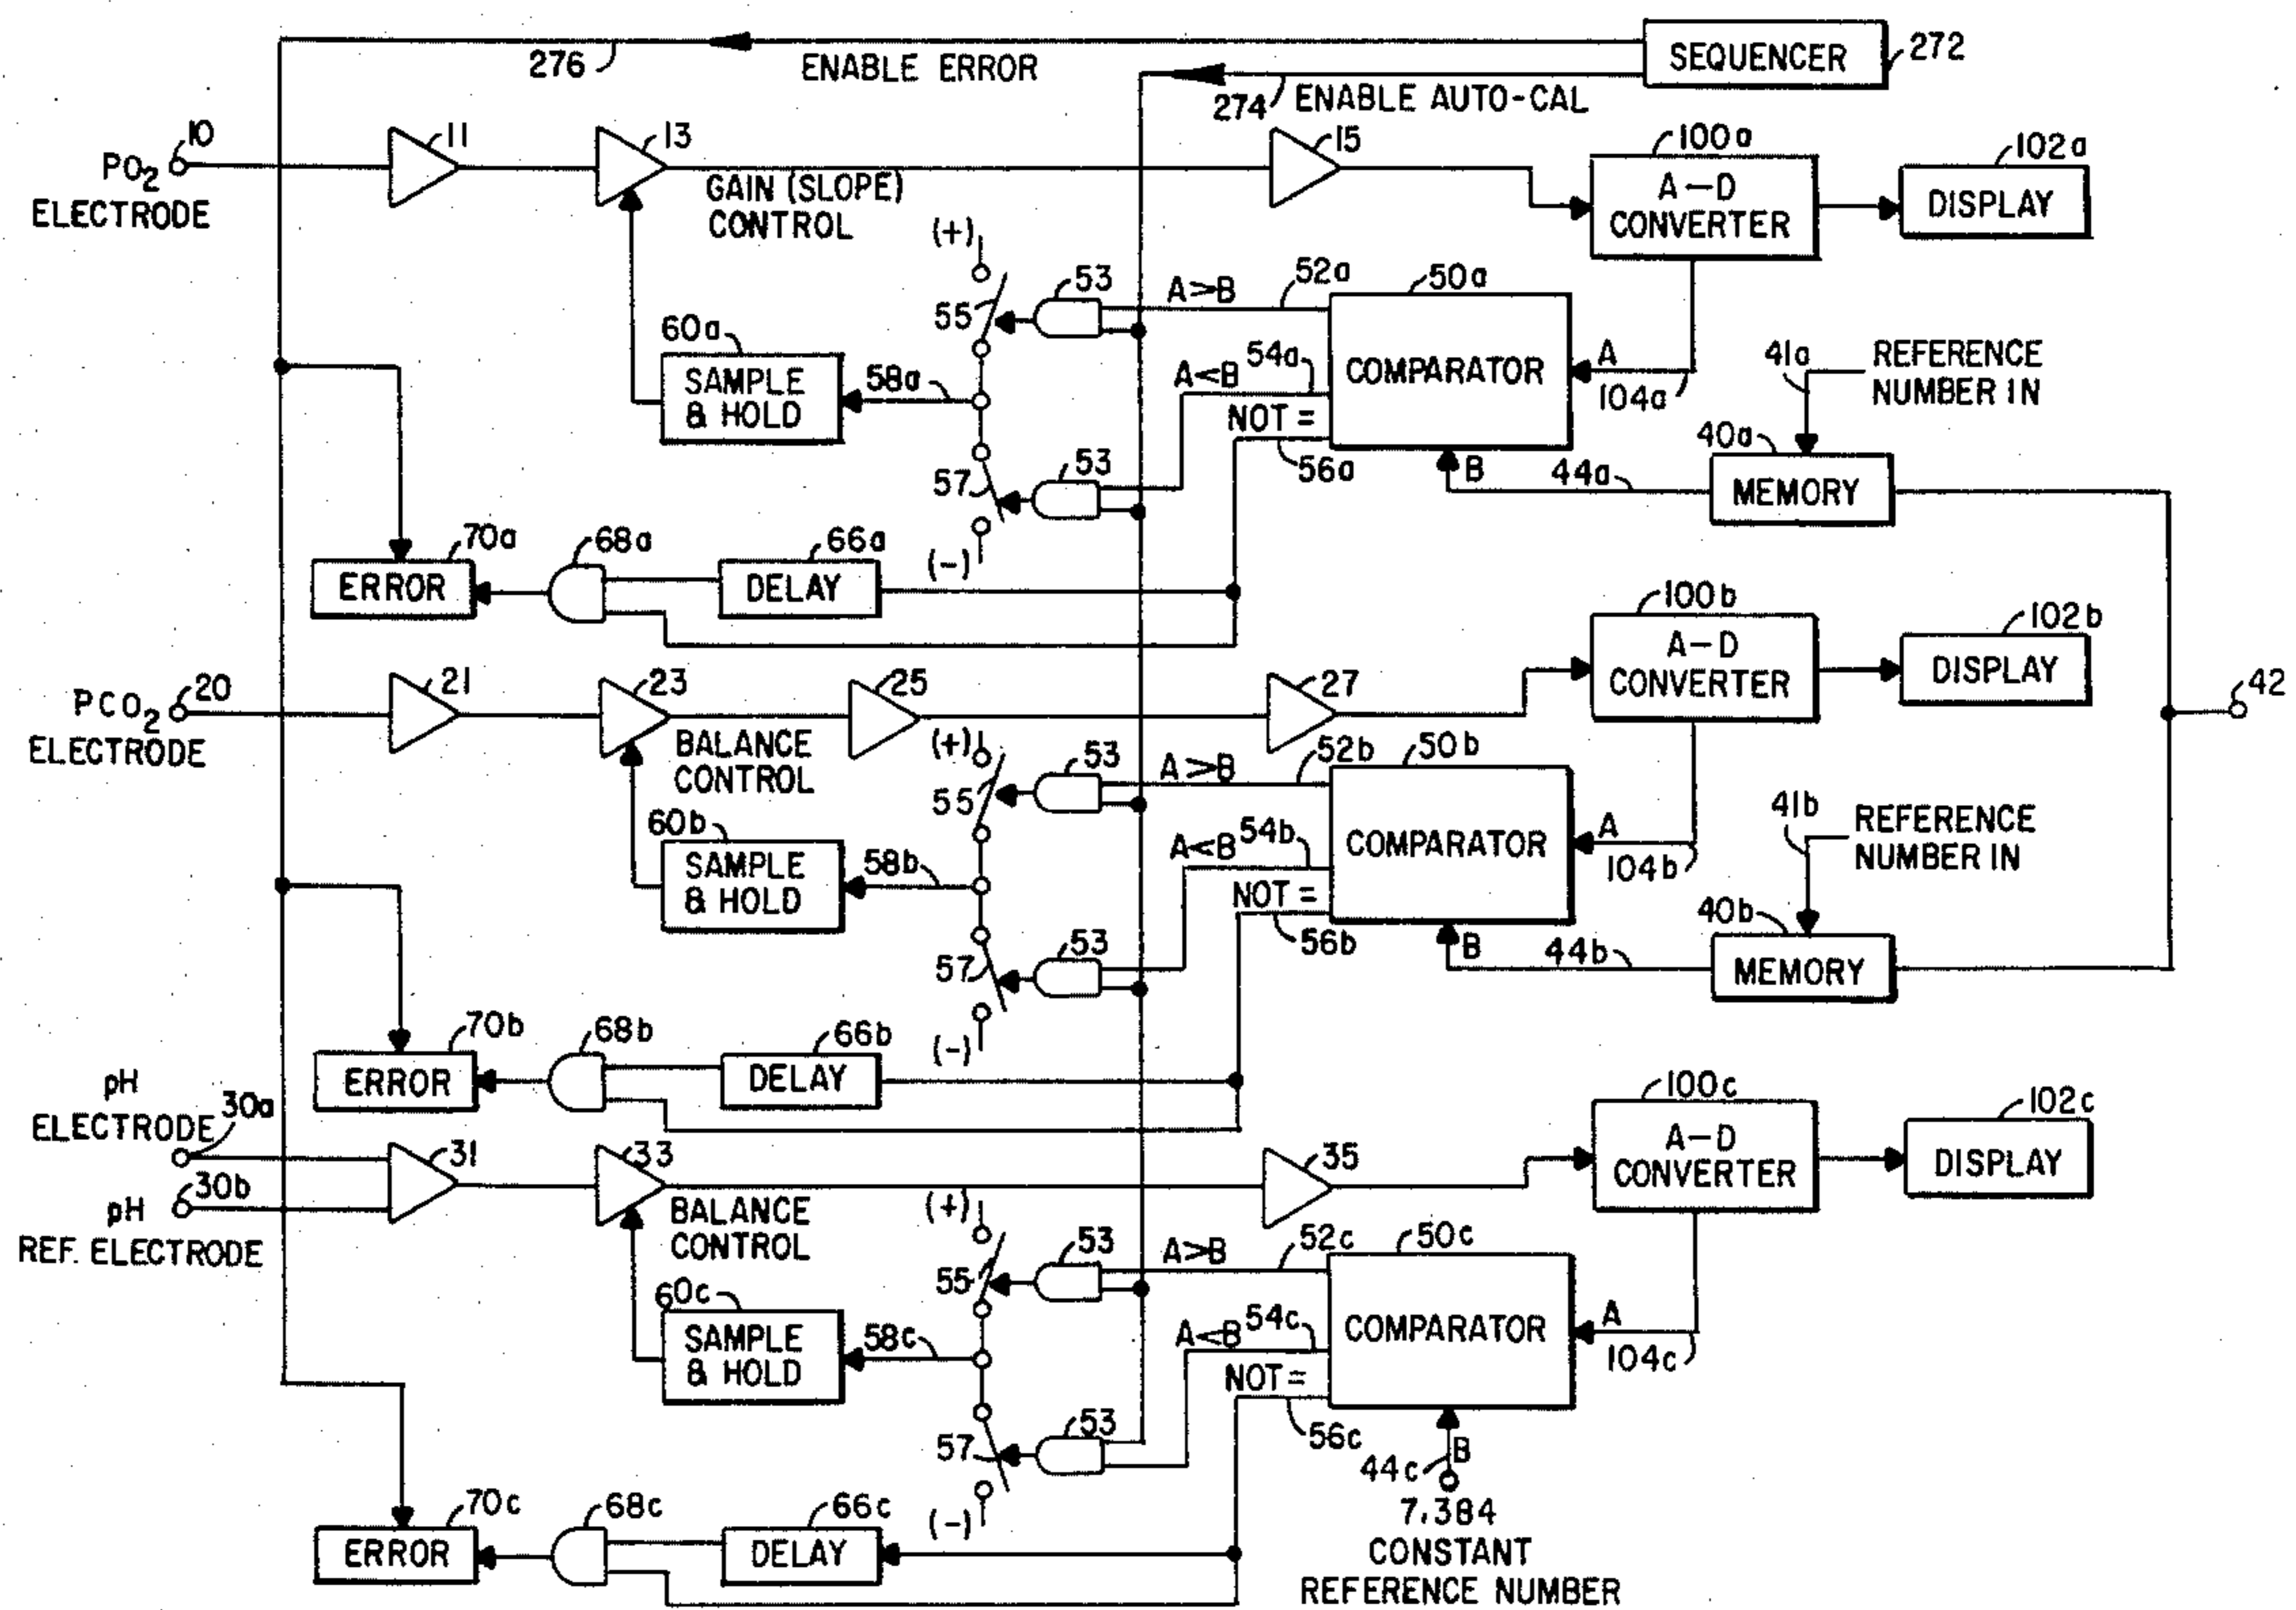 SEQUENCER
272
276
ENABLE ERROR
274
ENABLE AUTO-CAL
10
PO2
ELECTRODE
11
13
GAIN (SLOPE)
CONTROL
15
100a
A-D
CONVERTER
102a
DISPLAY
(+)
55
53
A>B
52a
50a
COMPARATOR
A
104a
41a
REFERENCE
NUMBER IN
60a
SAMPLE
& HOLD
58a
A<B
54a
NOT =
56a
57
53
(-)
B
44a
40a
MEMORY
70a
ERROR
68a
66a
DELAY
20
PCO2
ELECTRODE
21
23
BALANCE
CONTROL
25
27
100b
A-D
CONVERTER
102b
DISPLAY
42
(+)
55
53
A>B
52b
50b
COMPARATOR
A
104b
41b
REFERENCE
NUMBER IN
60b
SAMPLE
& HOLD
58b
A<B
54b
NOT =
56b
57
53
(-)
B
44b
40b
MEMORY
70b
ERROR
68b
66b
DELAY
pH
ELECTRODE
30a
30b
pH
REF. ELECTRODE
31
33
BALANCE
CONTROL
35
100c
A-D
CONVERTER
102c
DISPLAY
(+)
55
53
A>B
52c
50c
COMPARATOR
A
104c
60c
SAMPLE
& HOLD
58c
A<B
54c
NOT =
56c
57
53
(-)
44c
B
7.384
CONSTANT
REFERENCE NUMBER
70c
ERROR
68c
66c
DELAY